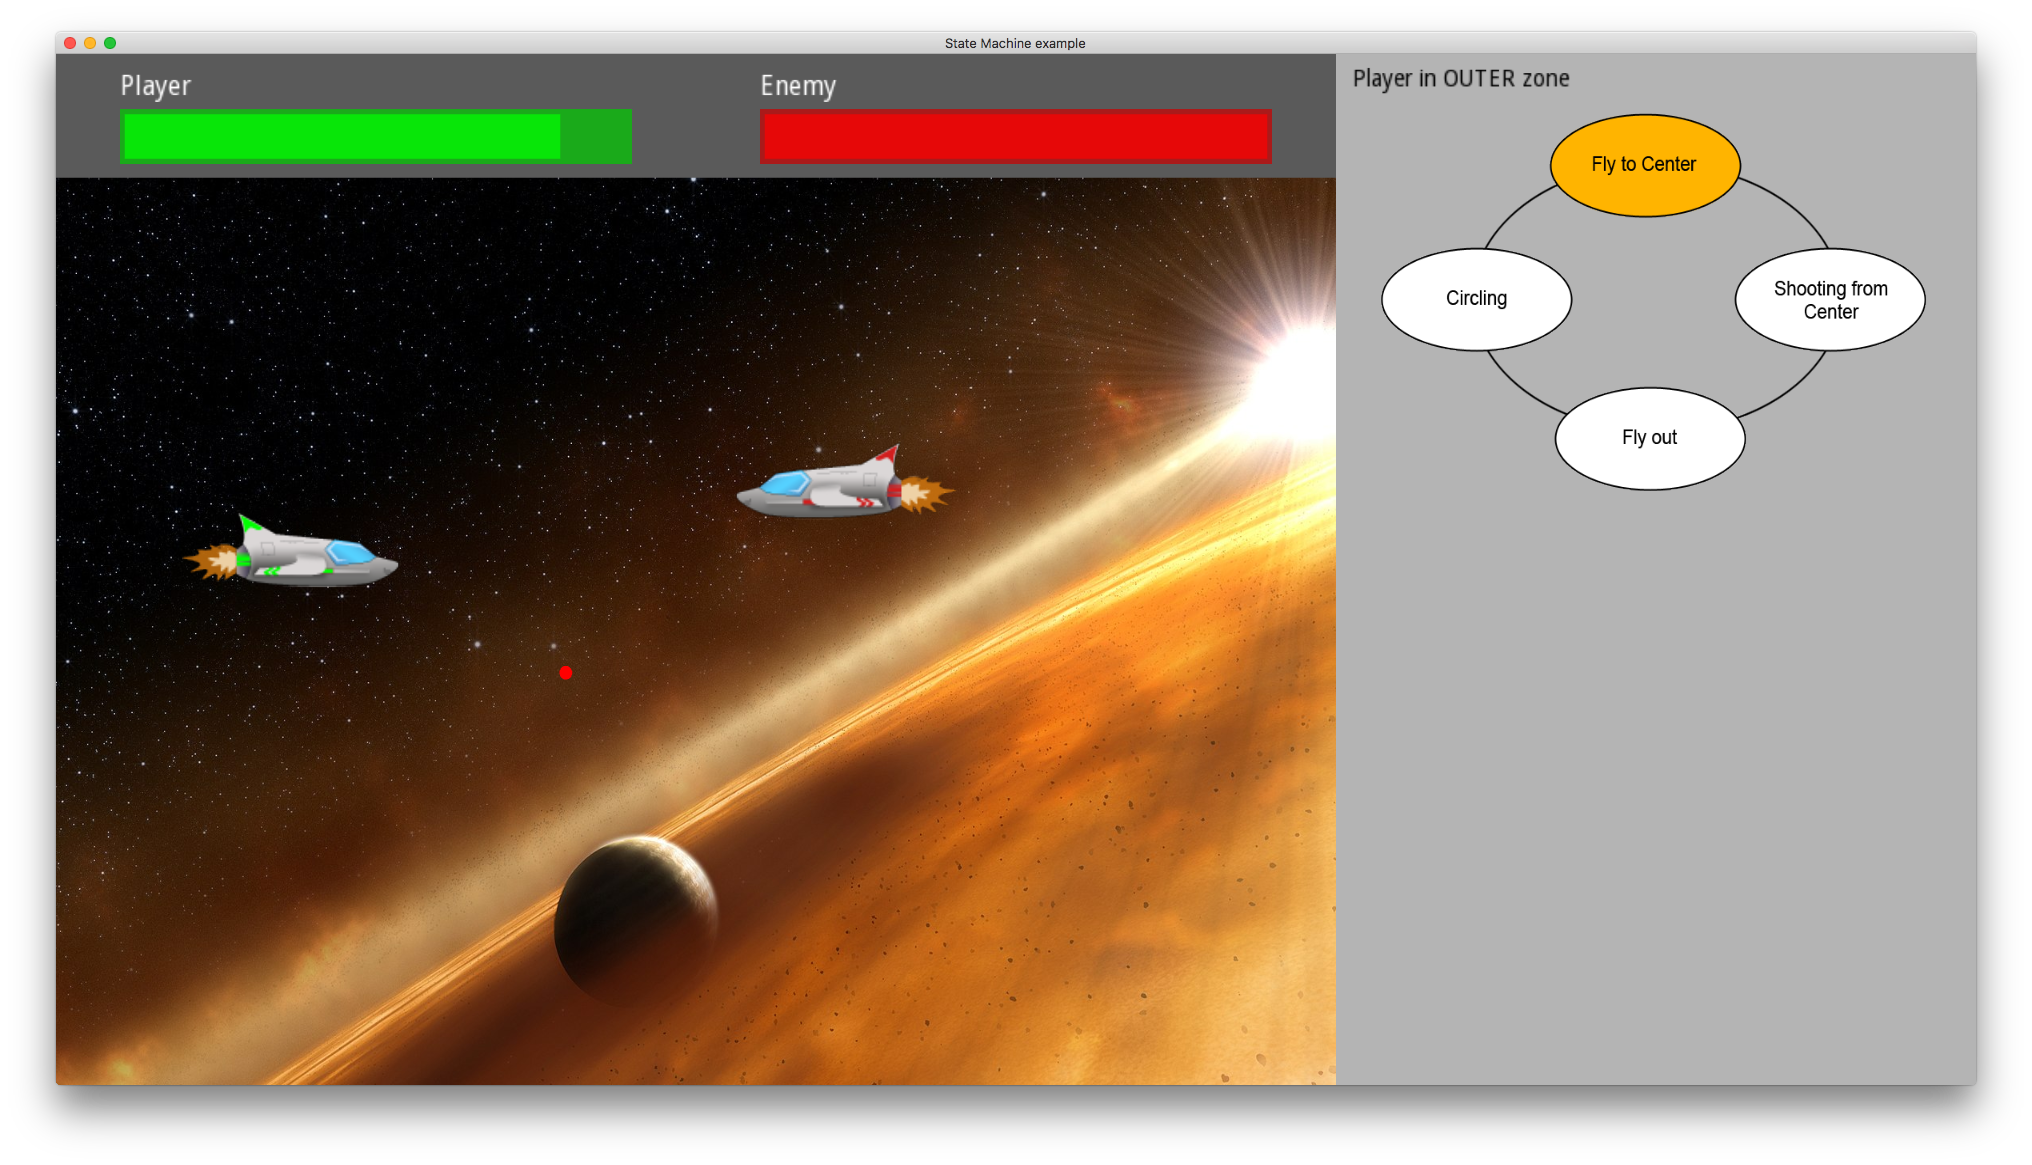 State Machine example
Player
Enemy
Player in OUTER zone
Fly to Center
Circling
Shooting from
Center
Fly out